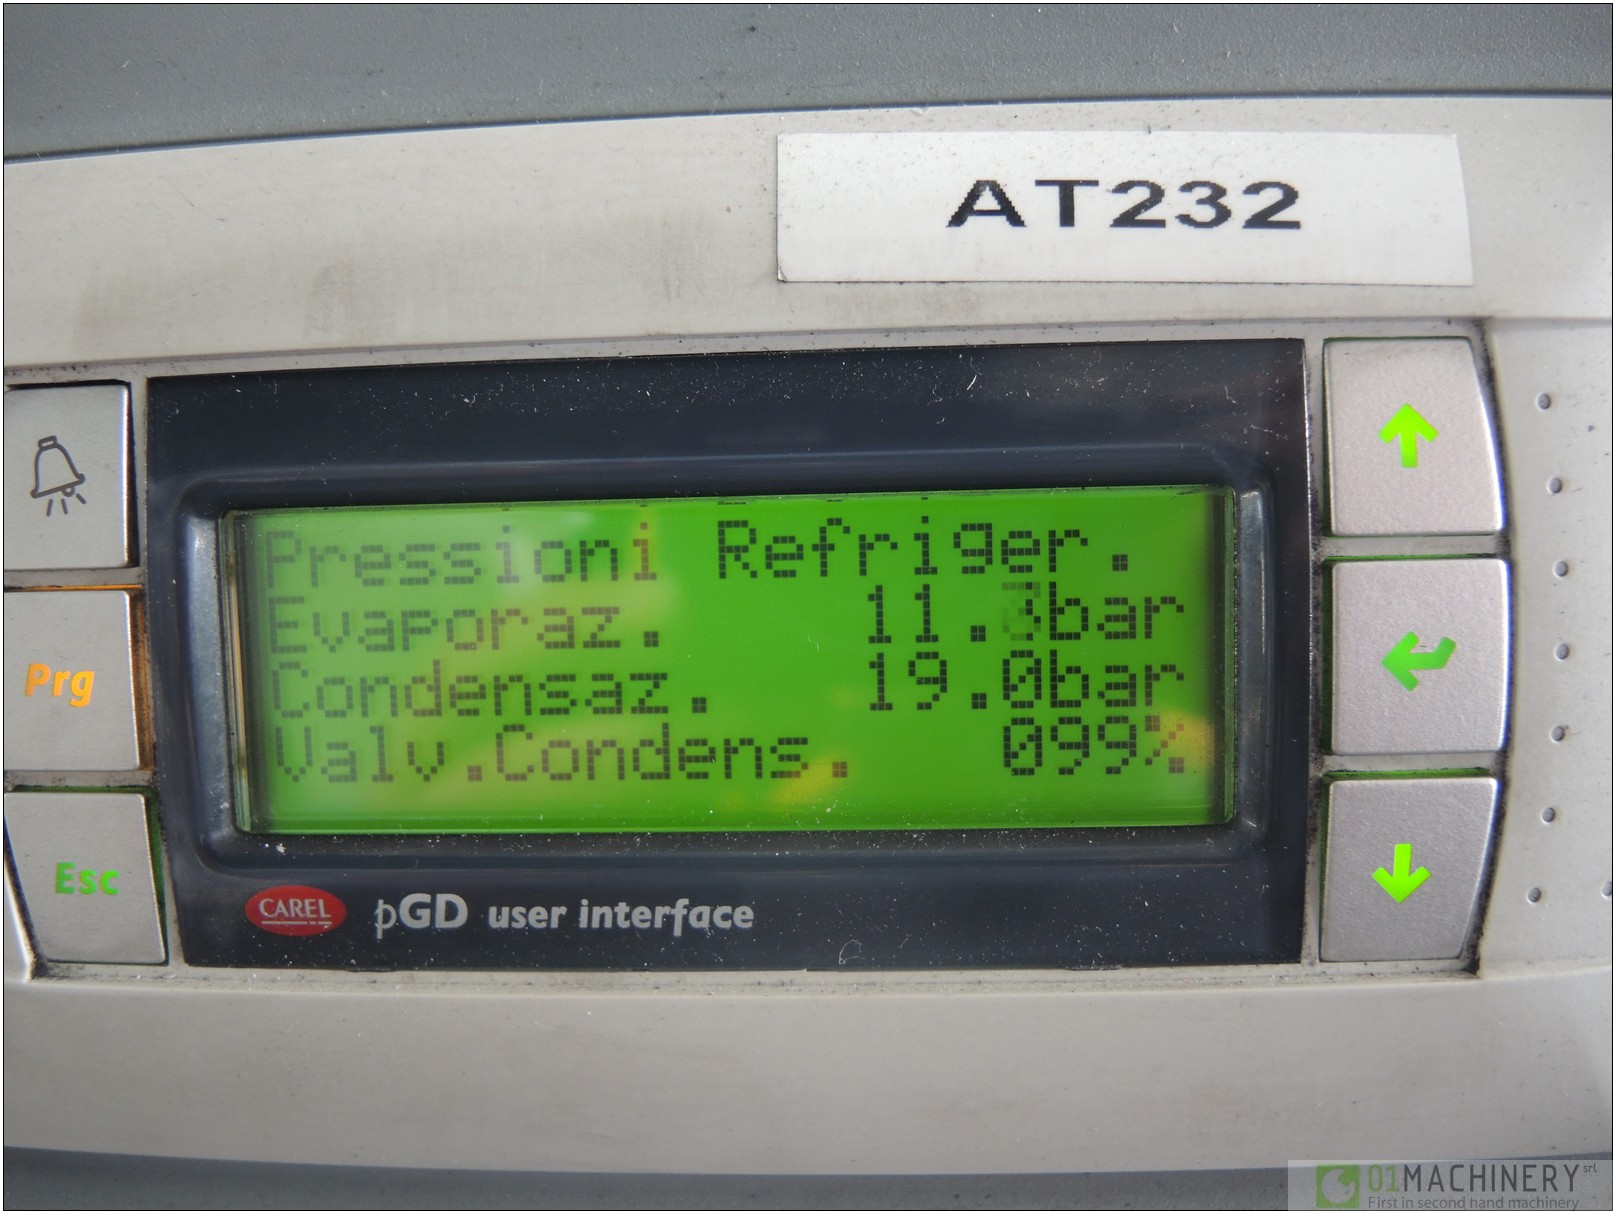 AT232
Pressioni Refriger.
Evaporaz. 11.3bar
Condensaz. 19.0bar
Valv.Condens. 099%
Prg
Esc
CAREL pGD user interface
01MACHINERY srl
First in second hand machinery